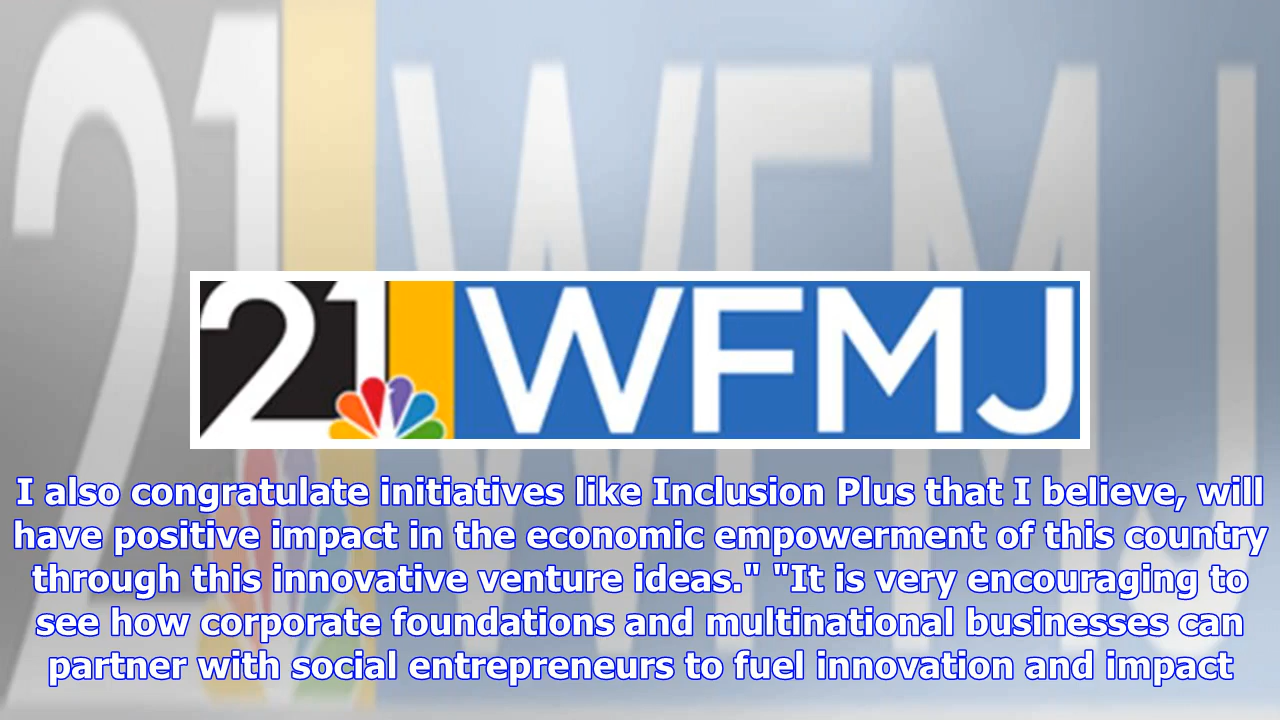 21 WFMJ
21 WFMJ
I also congratulate initiatives like Inclusion Plus that I believe, will
have positive impact in the economic empowerment of this country
through this innovative venture ideas." "It is very encouraging to
see how corporate foundations and multinational businesses can
partner with social entrepreneurs to fuel innovation and impact